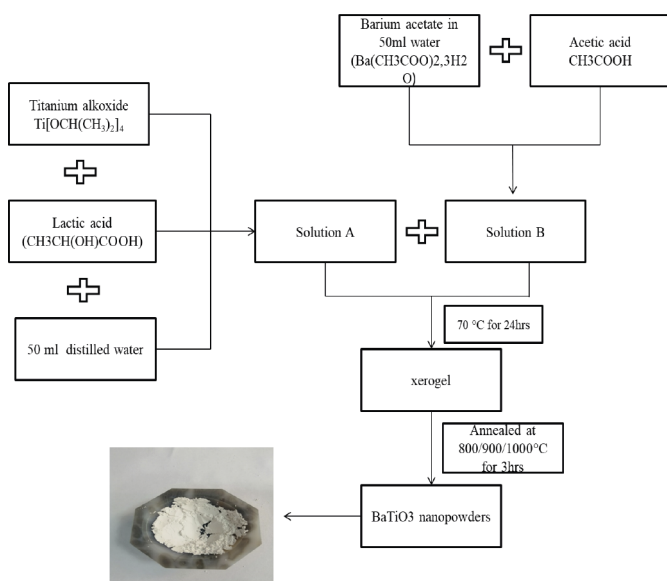 Barium acetate in
50ml water
(Ba(CH3COO)2,3H2
O)
Acetic acid
CH3COOH
Titanium alkoxide
Ti[OCH(CH₃)₂]₄
Lactic acid
(CH3CH(OH)COOH)
50 ml distilled water
Solution A
Solution B
70 °C for 24hrs
xerogel
Annealed at
800/900/1000°C
for 3hrs
BaTiO3 nanopowders